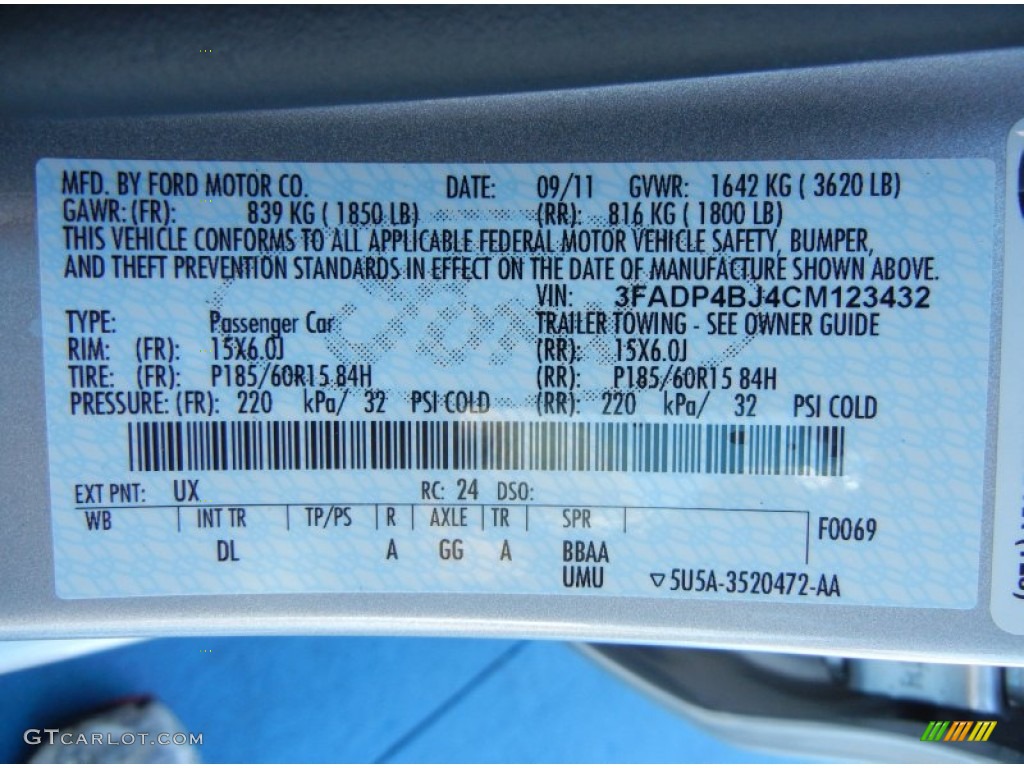 MFD. BY FORD MOTOR CO. DATE: 09/11 GVWR: 1642 KG ( 3620 LB)
GAWR: (FR): 839 KG ( 1850 LB) (RR): 816 KG ( 1800 LB)
THIS VEHICLE CONFORMS TO ALL APPLICABLE FEDERAL MOTOR VEHICLE SAFETY, BUMPER,
AND THEFT PREVENTION STANDARDS IN EFFECT ON THE DATE OF MANUFACTURE SHOWN ABOVE.
VIN: 3FADP4BJ4CM123432
TYPE: Passenger Car TRAILER TOWING - SEE OWNER GUIDE
RIM: (FR): 15X6.0J (RR): 15X6.0J
TIRE: (FR): P185/60R15 84H (RR): P185/60R15 84H
PRESSURE: (FR): 220 kPa/ 32 PSI COLD (RR): 220 kPa/ 32 PSI COLD
EXT PNT: UX RC: 24 DSO:
WB INT TR TP/PS R AXLE TR SPR F0069
DL A GG A BBAA
UMU ▽5U5A-3520472-AA
GTCARLOT.COM